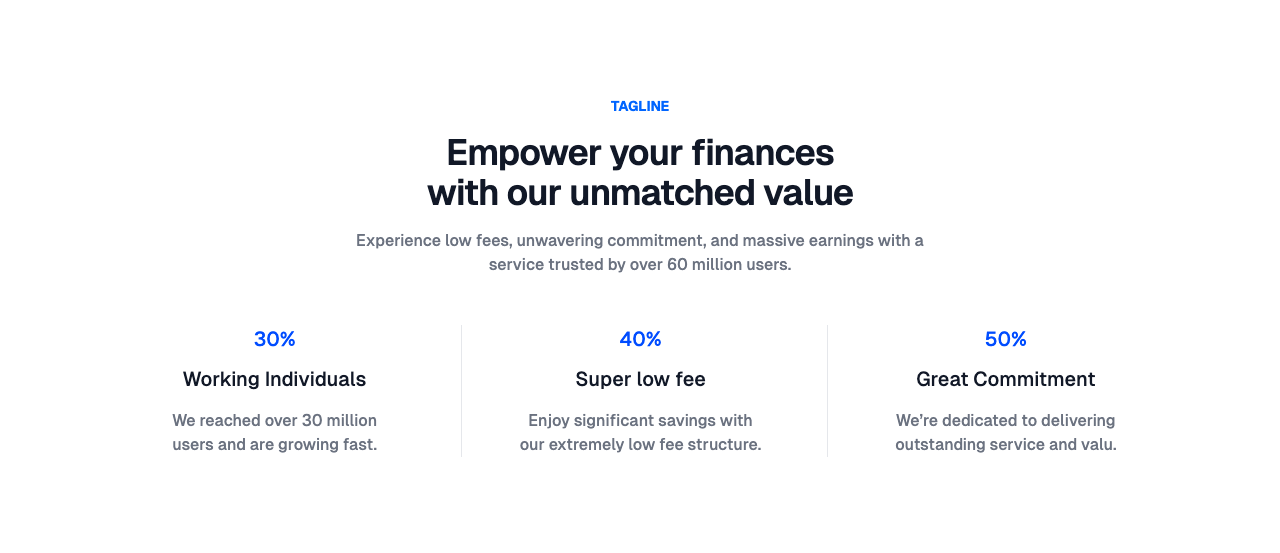 TAGLINE
Empower your finances
with our unmatched value
Experience low fees, unwavering commitment, and massive earnings with a
service trusted by over 60 million users.
30%
Working Individuals
We reached over 30 million
users and are growing fast.
40%
Super low fee
Enjoy significant savings with
our extremely low fee structure.
50%
Great Commitment
We’re dedicated to delivering
outstanding service and valu.